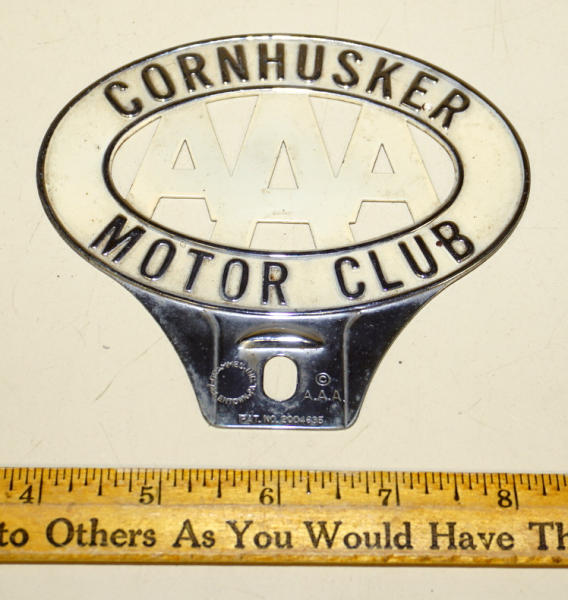 CORNHUSKER
AAA
MOTOR CLUB
© A.A.A.
PAT. NO. 2004635
4 5 6 7 8
to Others As You Would Have Th